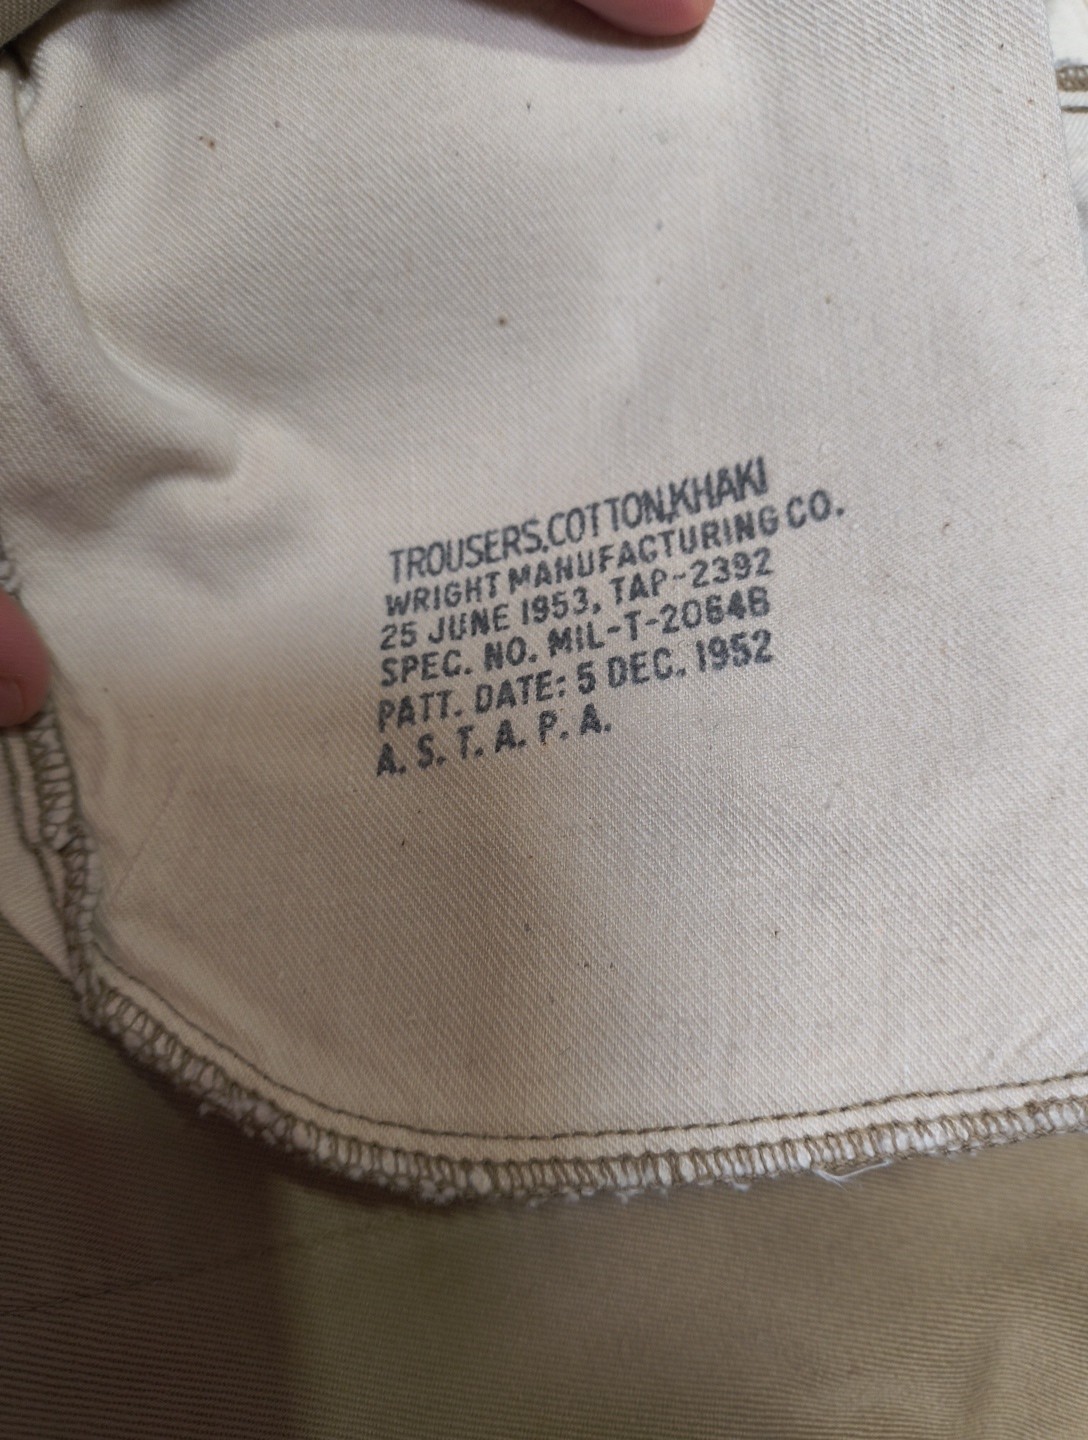 TROUSERS, COTTON, KHAKI
WRIGHT MANUFACTURING CO.
25 JUNE 1953, TAP-2392
SPEC. NO. MIL-T-2064B
PATT. DATE: 5 DEC. 1952
A. S. T. A. P. A.